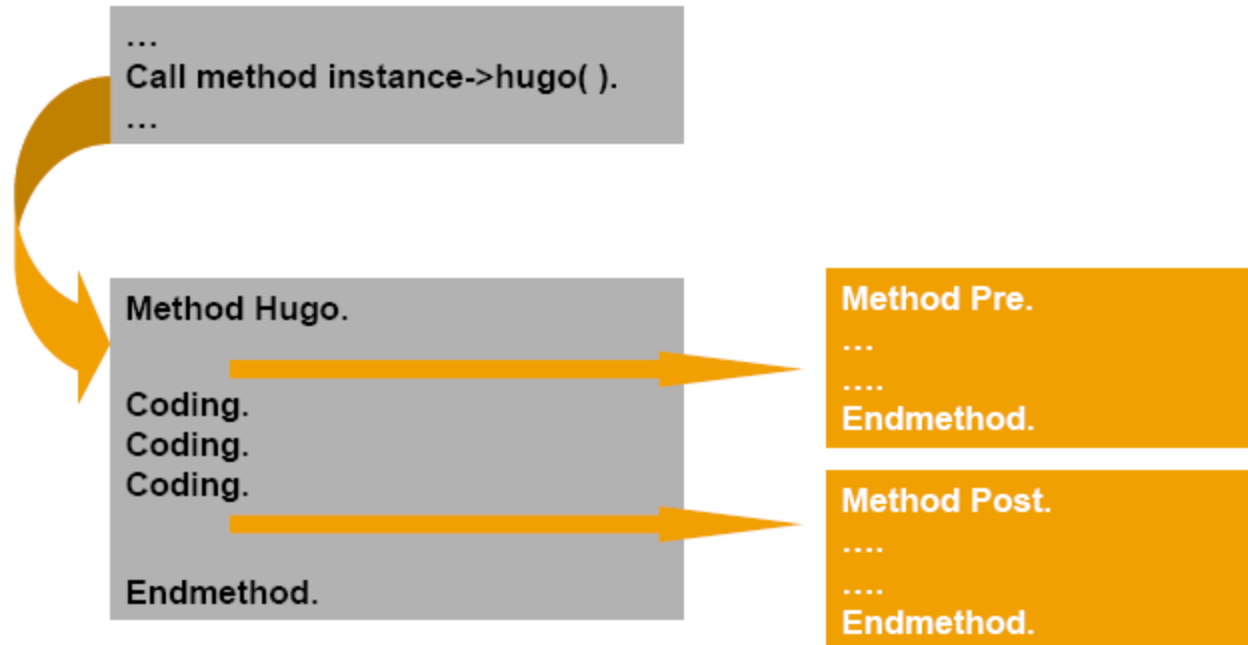 ...
Call method instance->hugo( ).
...
Method Hugo.
Coding.
Coding.
Coding.
Endmethod.
Method Pre.
...
....
Endmethod.
Method Post.
....
....
Endmethod.